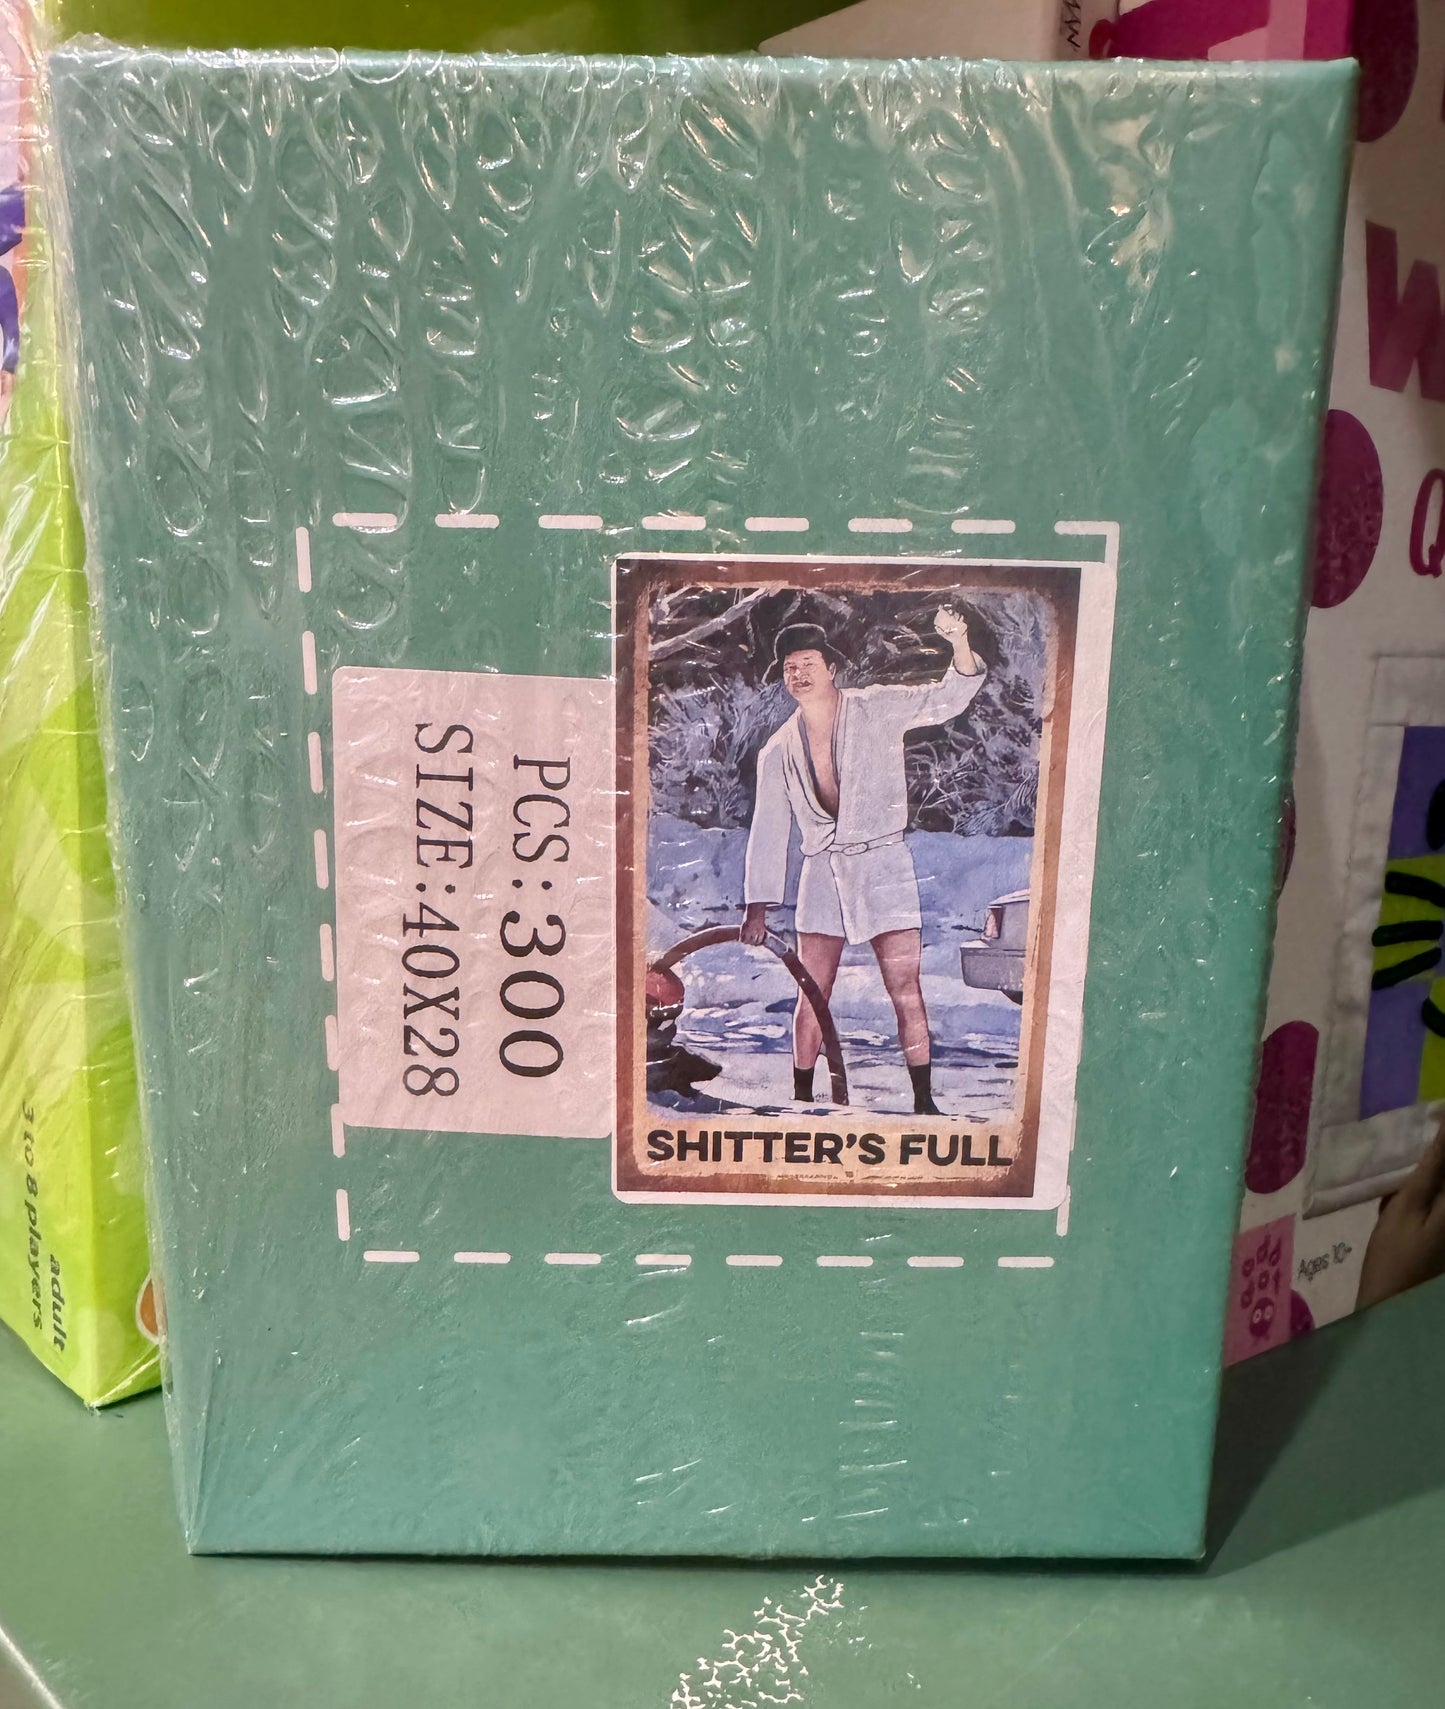 PCS:300
SIZE:40X28
SHITTER'S FULL
3 to 8 players
adult
Ages 10+